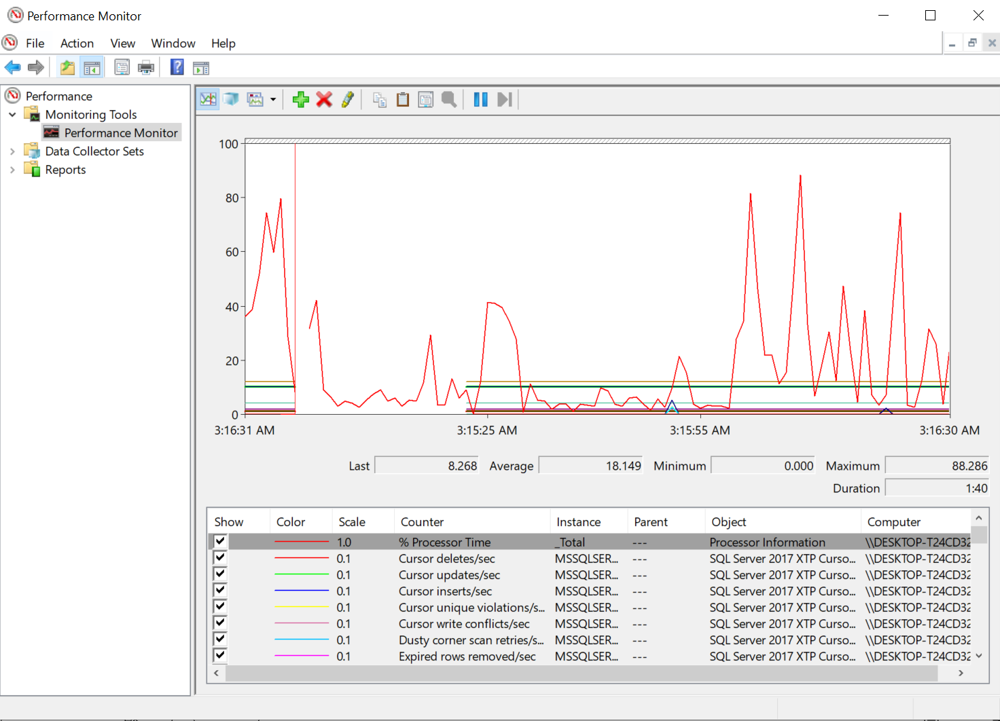 Performance Monitor
File Action View Window Help
Performance
Monitoring Tools
Performance Monitor
Data Collector Sets
Reports
100
80
60
40
20
0
3:16:31 AM 3:15:25 AM 3:15:55 AM 3:16:30 AM
Last 8.268 Average 18.149 Minimum 0.000 Maximum 88.286
Duration 1:40
Show Color Scale Counter Instance Parent Object Computer
1.0 % Processor Time _Total --- Processor Information \\DESKTOP-T24CD32
0.1 Cursor deletes/sec MSSQLSER... --- SQL Server 2017 XTP Curso... \\DESKTOP-T24CD32
0.1 Cursor updates/sec MSSQLSER... --- SQL Server 2017 XTP Curso... \\DESKTOP-T24CD32
0.1 Cursor inserts/sec MSSQLSER... --- SQL Server 2017 XTP Curso... \\DESKTOP-T24CD32
0.1 Cursor unique violations/s... MSSQLSER... --- SQL Server 2017 XTP Curso... \\DESKTOP-T24CD32
0.1 Cursor write conflicts/sec MSSQLSER... --- SQL Server 2017 XTP Curso... \\DESKTOP-T24CD32
0.1 Dusty corner scan retries/s... MSSQLSER... --- SQL Server 2017 XTP Curso... \\DESKTOP-T24CD32
0.1 Expired rows removed/sec MSSQLSER... --- SQL Server 2017 XTP Curso... \\DESKTOP-T24CD32